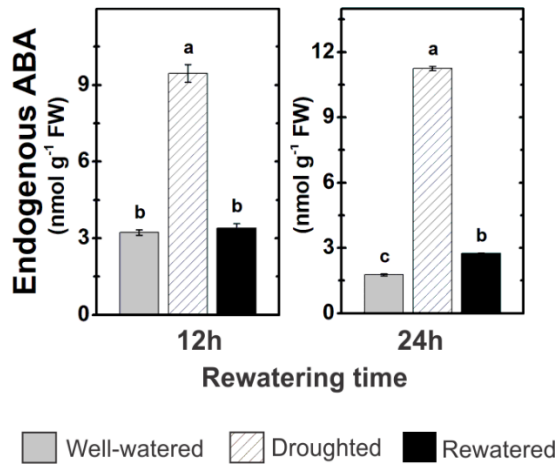 Endogenous ABA
(nmol g⁻¹ FW)
9
6
3
0
a
b
b
12h
(nmol g⁻¹ FW)
12
9
6
3
0
a
c
b
24h
Rewatering time
Well-watered Droughted Rewatered